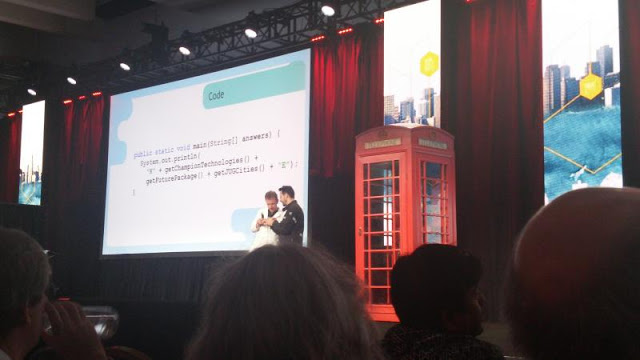 Code
public static void main(String[] answers) {
System.out.println(
"H" + getChampionTechnologies() +
getFuturePackage() + getJUGCities() + "E");
}